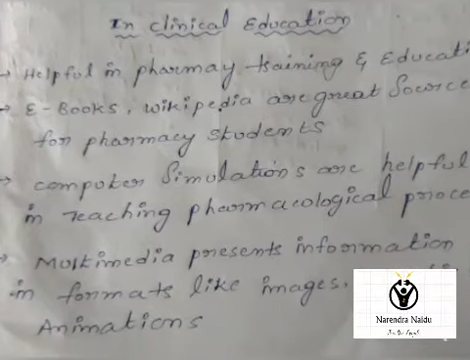 In clinical Education
→ Helpful in pharmay training & Educati
→ E-Books, wikipedia are great Source
for pharmacy students
→ computer Simulations are helpful
in teaching pharmacological proce
→ Multimedia presents information
in formats like images,
Animations
Narendra Naidu